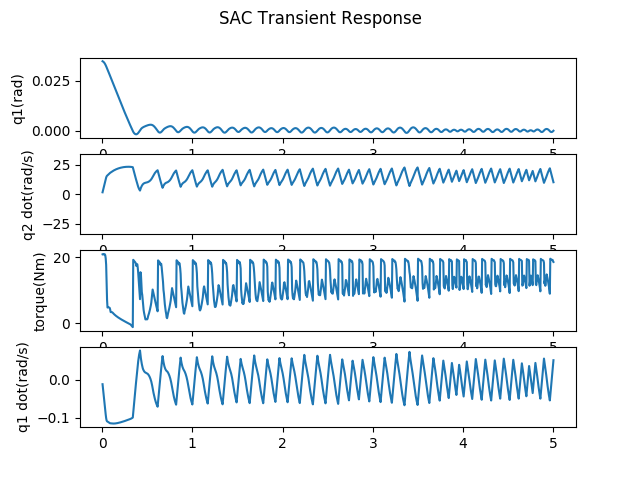 SAC Transient Response
q1(rad)
0.025
0.000
0 1 2 3 4 5
q2 dot(rad/s)
25
0
−25
0 1 2 3 4 5
torque(Nm)
20
0
0 1 2 3 4 5
q1 dot(rad/s)
0.0
−0.1
0 1 2 3 4 5